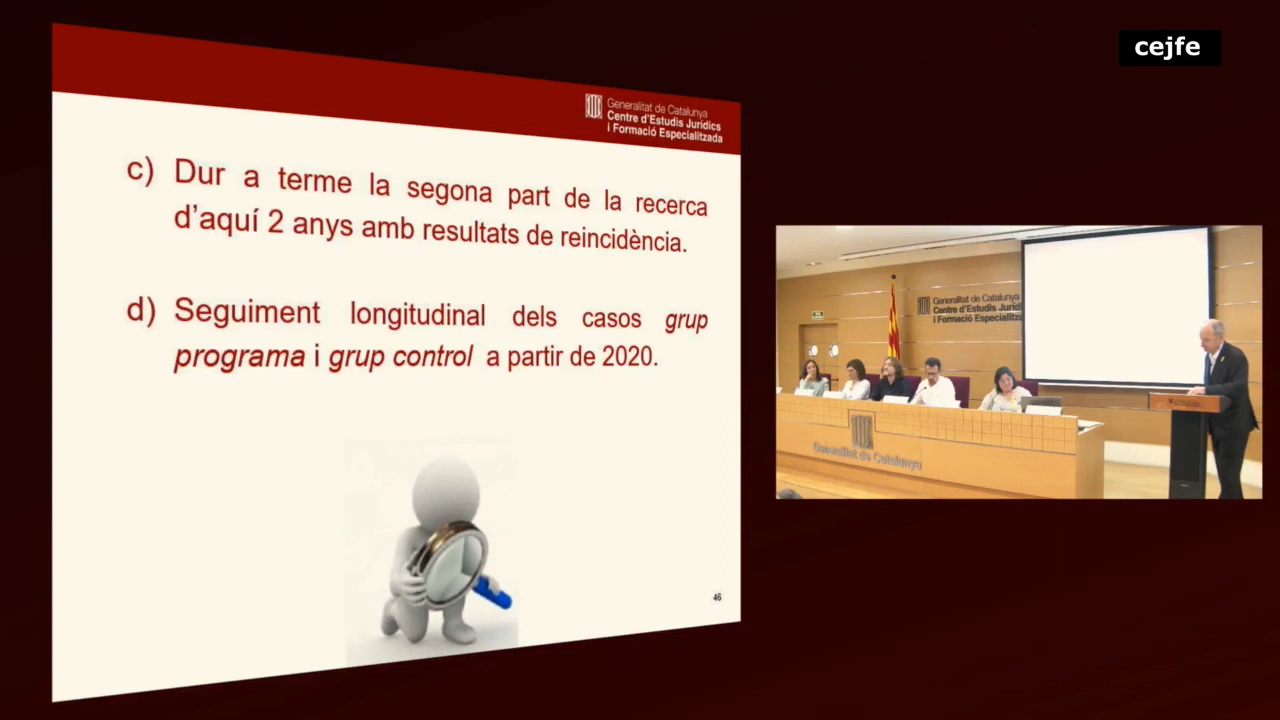 cejfe
Generalitat de Catalunya
Centre d'Estudis Jurídics
i Formació Especialitzada
c) Dur a terme la segona part de la recerca
d'aquí 2 anys amb resultats de reincidència.
d) Seguiment longitudinal dels casos grup
programa i grup control a partir de 2020.
46
Generalitat de Catalunya
Centre d'Estudis Juríd
i Formació Especialitza
Generalitat de Catalunya